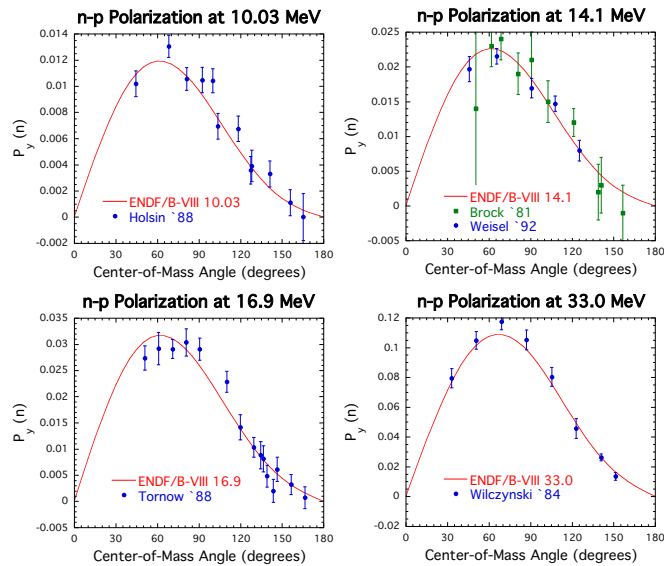 n-p Polarization at 10.03 MeV
0.014
0.012
0.01
0.008
0.006
0.004
0.002
0
-0.002
P_y (n)
ENDF/B-VIII 10.03
Holsin `88
0 30 60 90 120 150 180
Center-of-Mass Angle (degrees)
n-p Polarization at 14.1 MeV
0.025
0.02
0.015
0.01
0.005
0
-0.005
P_y (n)
ENDF/B-VIII 14.1
Brock `81
Weisel `92
0 30 60 90 120 150 180
Center-of-Mass Angle (degrees)
n-p Polarization at 16.9 MeV
0.035
0.03
0.025
0.02
0.015
0.01
0.005
0
-0.005
P_y (n)
ENDF/B-VIII 16.9
Tornow `88
0 30 60 90 120 150 180
Center-of-Mass Angle (degrees)
n-p Polarization at 33.0 MeV
0.12
0.1
0.08
0.06
0.04
0.02
0
-0.02
P_y (n)
ENDF/B-VIII 33.0
Wilczynski `84
0 30 60 90 120 150 180
Center-of-Mass Angle (degrees)